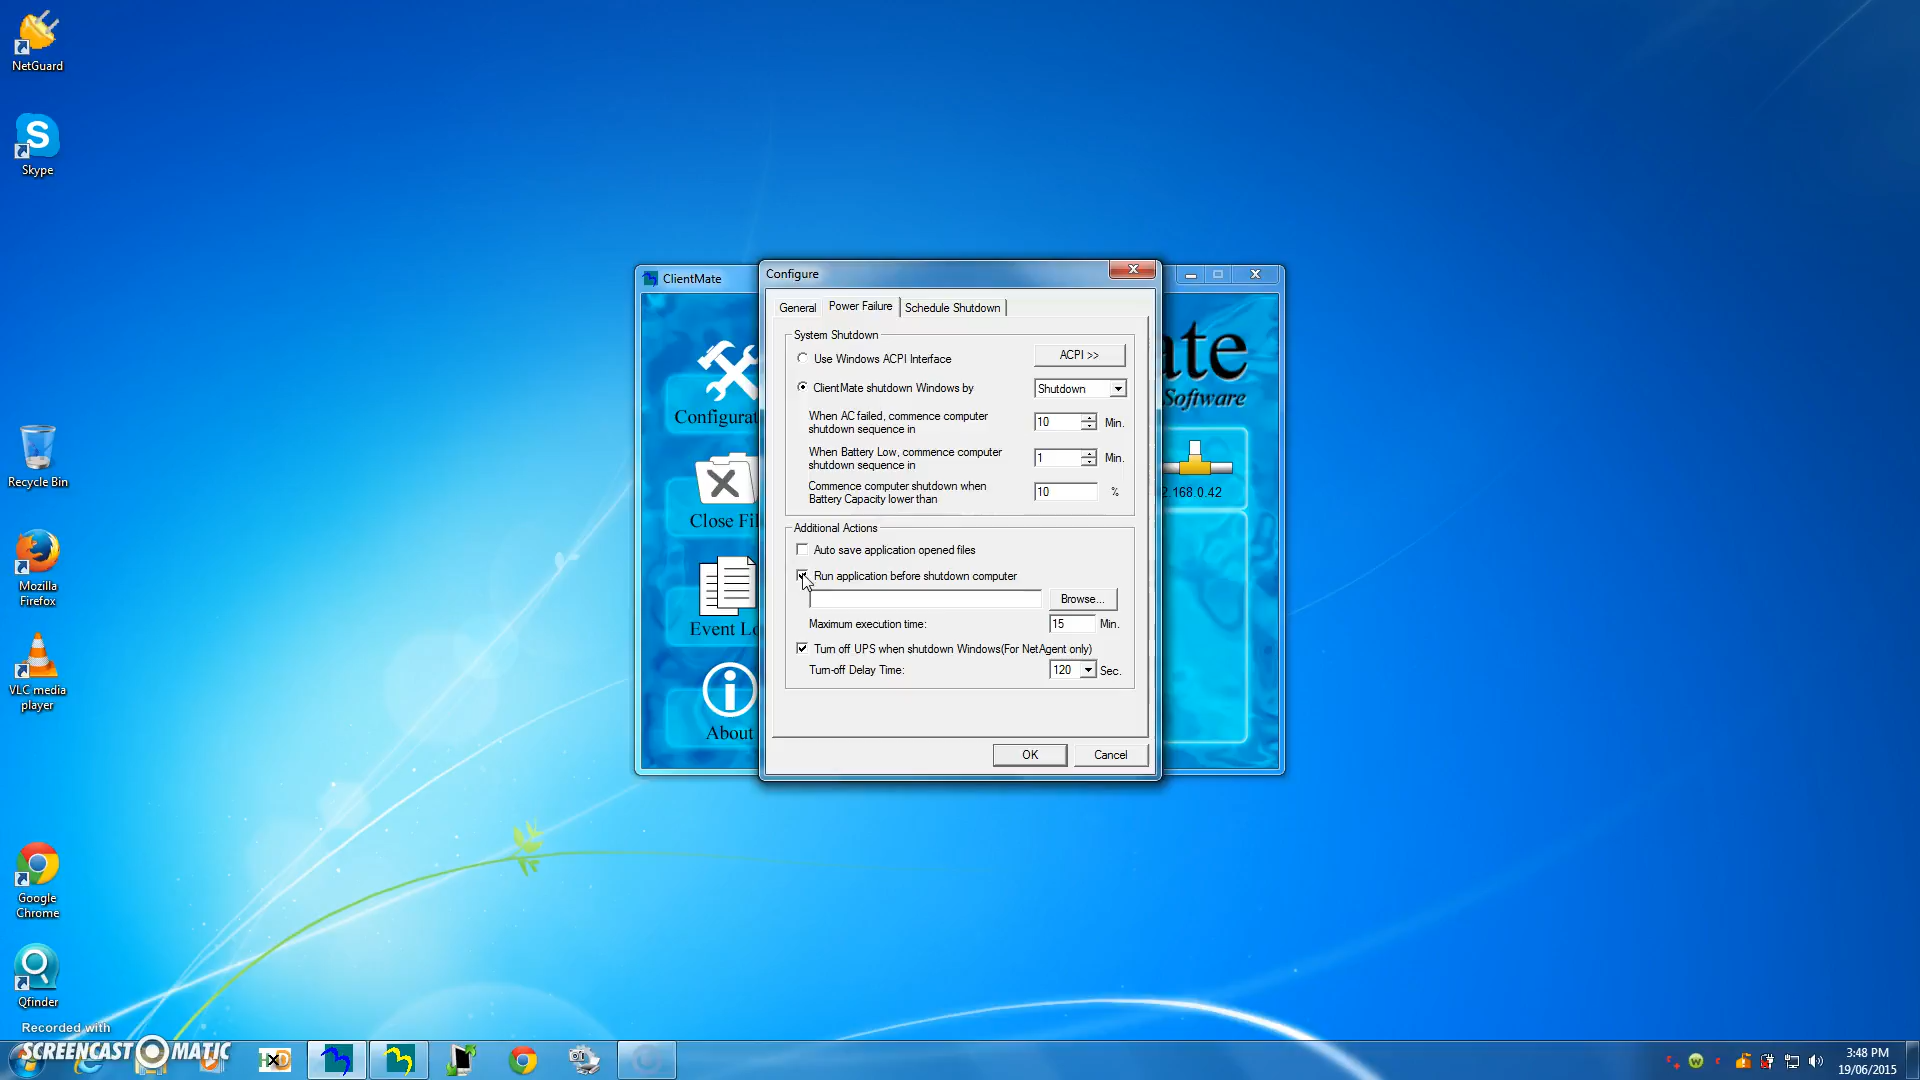 NetGuard
Skype
Recycle Bin
Mozilla
Firefox
VLC media
player
Google
Chrome
Qfinder
Recorded with
SCREENCAST MATIC
ClientMate
Configure
General
Power Failure
Schedule Shutdown
System Shutdown
Use Windows ACPI Interface
ACPI >>
ClientMate shutdown Windows by
Shutdown
When AC failed, commence computer
shutdown sequence in
10
Min.
When Battery Low, commence computer
shutdown sequence in
1
Min.
Commence computer shutdown when
Battery Capacity lower than
10
%
Additional Actions
Auto save application opened files
Run application before shutdown computer
Browse...
Maximum execution time:
15
Min.
Turn off UPS when shutdown Windows(For NetAgent only)
Turn-off Delay Time:
120
Sec.
OK
Cancel
Configurat
Close Fil
Event Lo
About
ate
Software
2.168.0.42
3:48 PM
19/06/2015